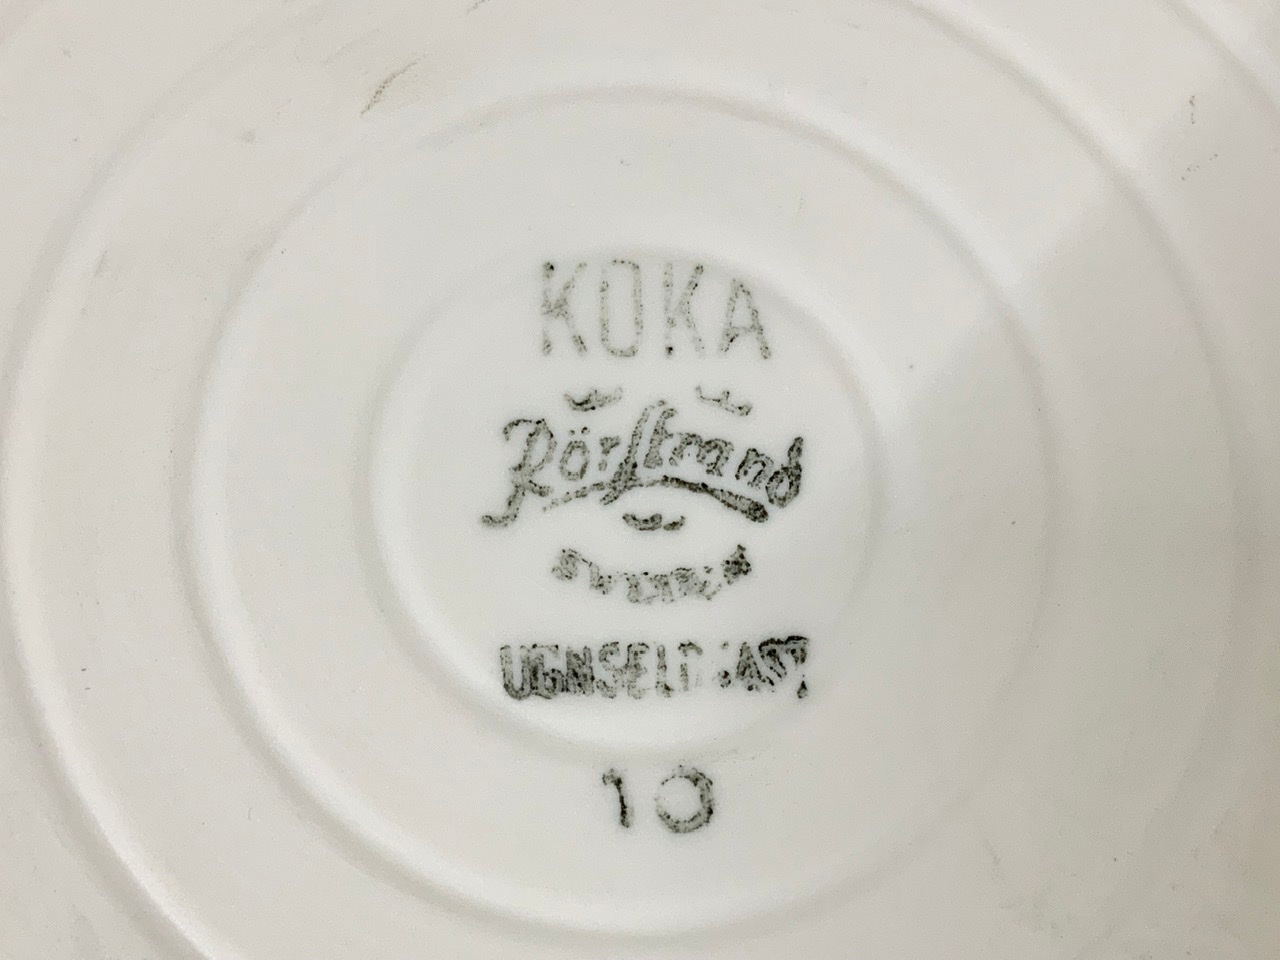 KOKA
Rörstrand
SWEDEN
UGNSELDFAST
10